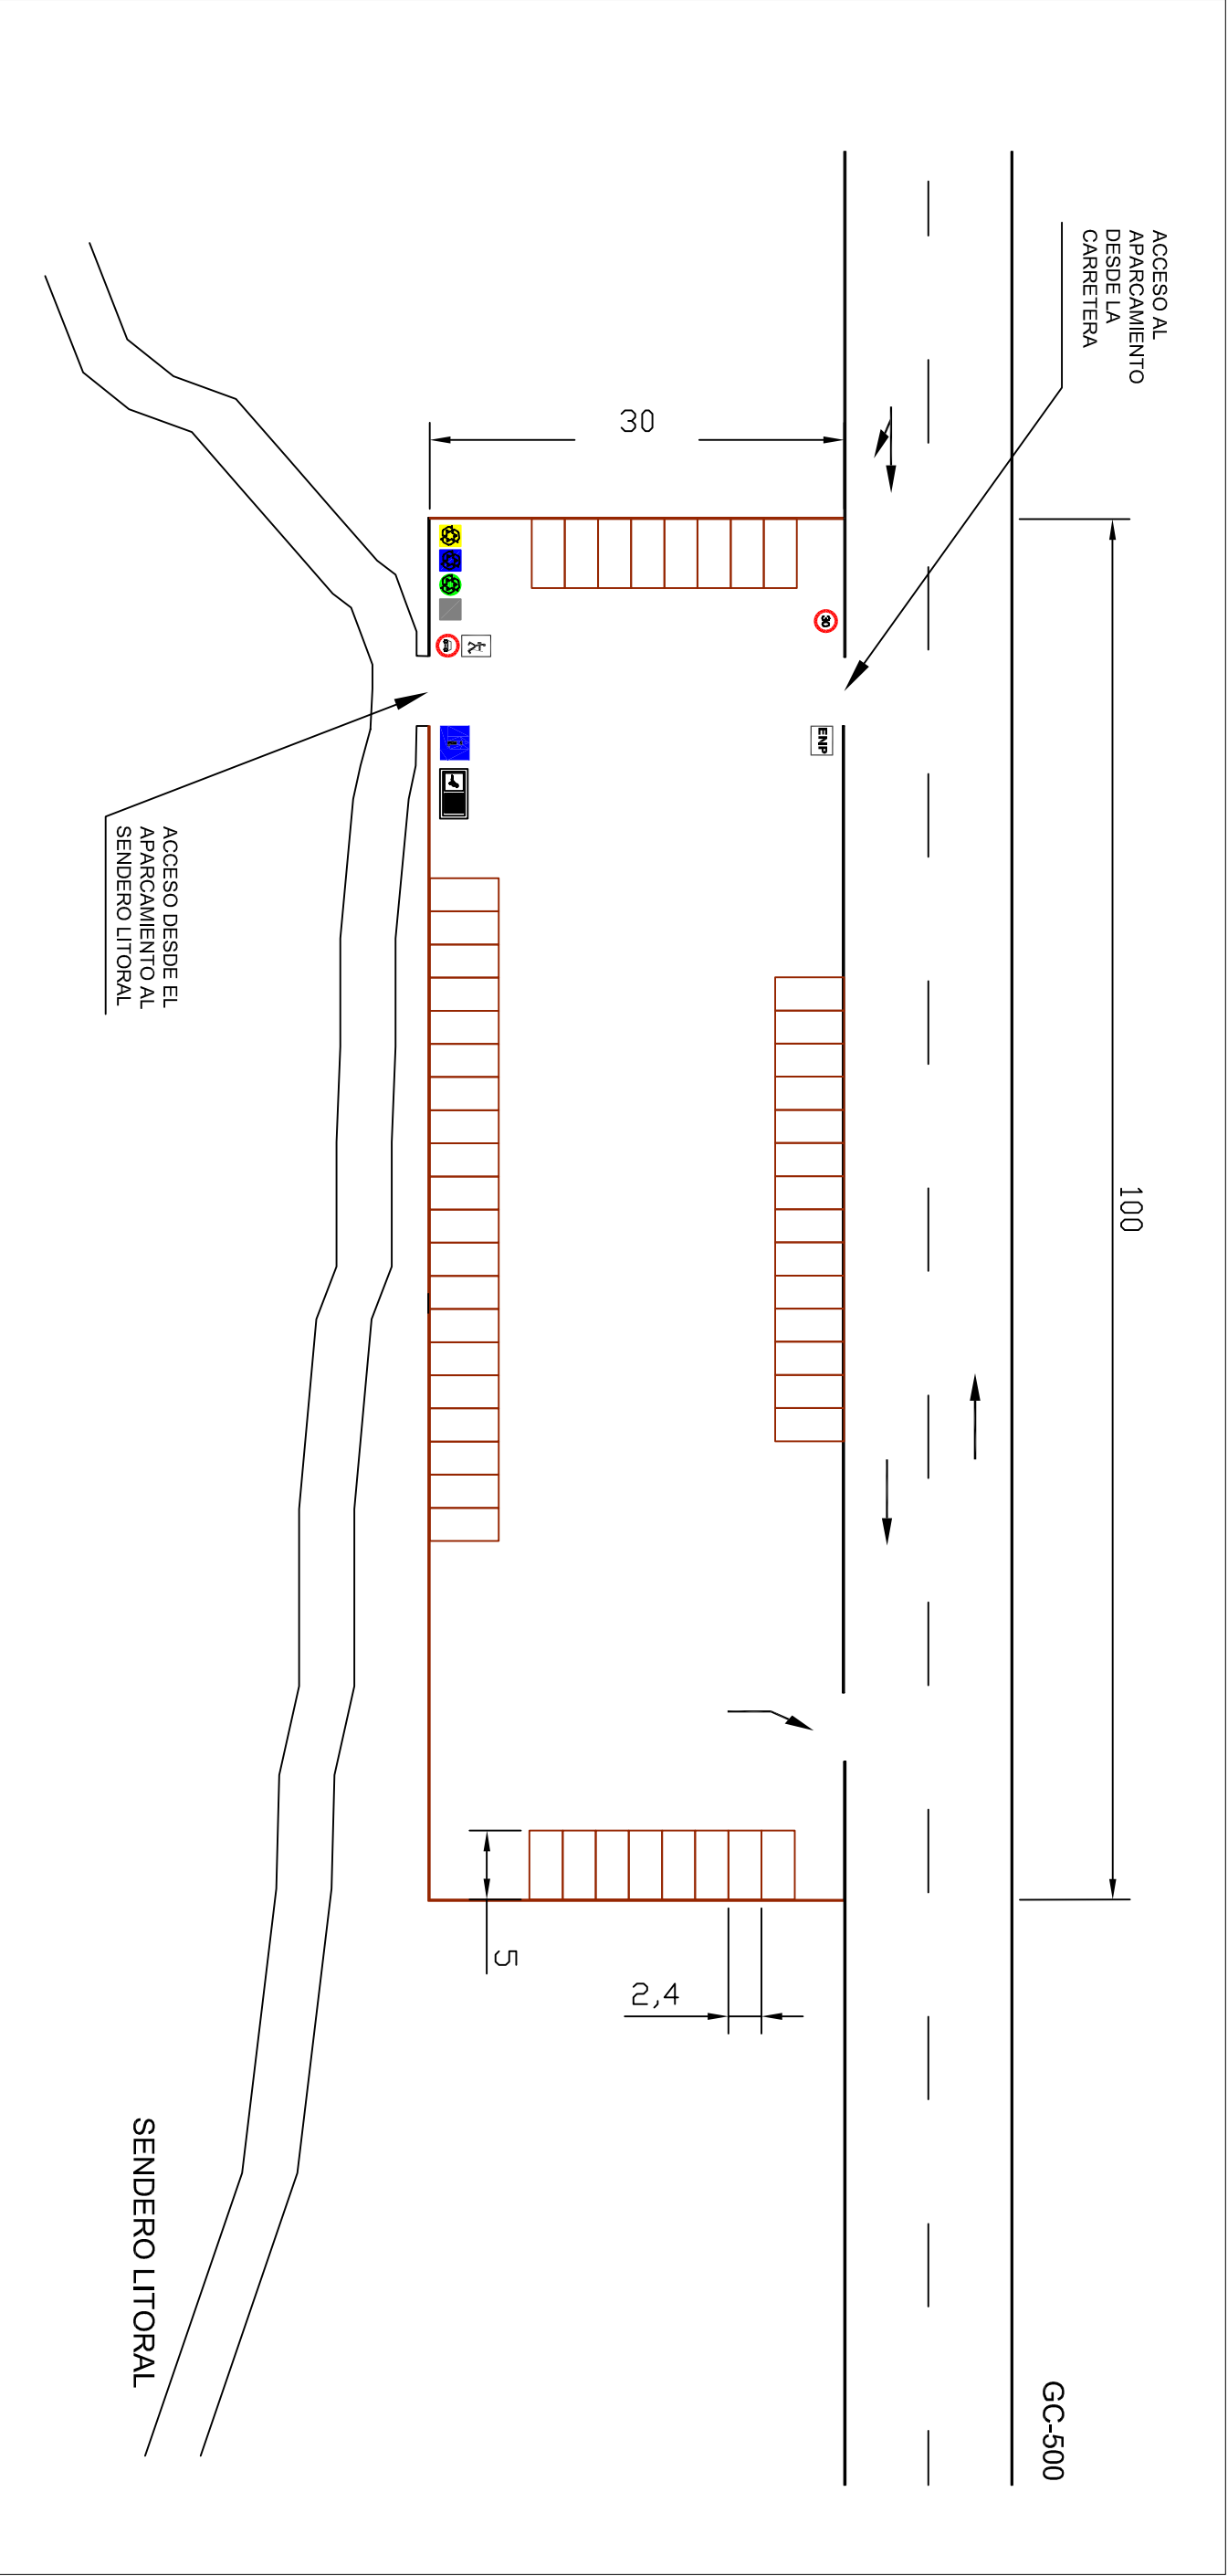 ACCESO AL
APARCAMIENTO
DESDE LA
CARRETERA
GC-500
100
30
30
ENP
5
2,4
ACCESO DESDE EL
APARCAMIENTO AL
SENDERO LITORAL
SENDERO LITORAL